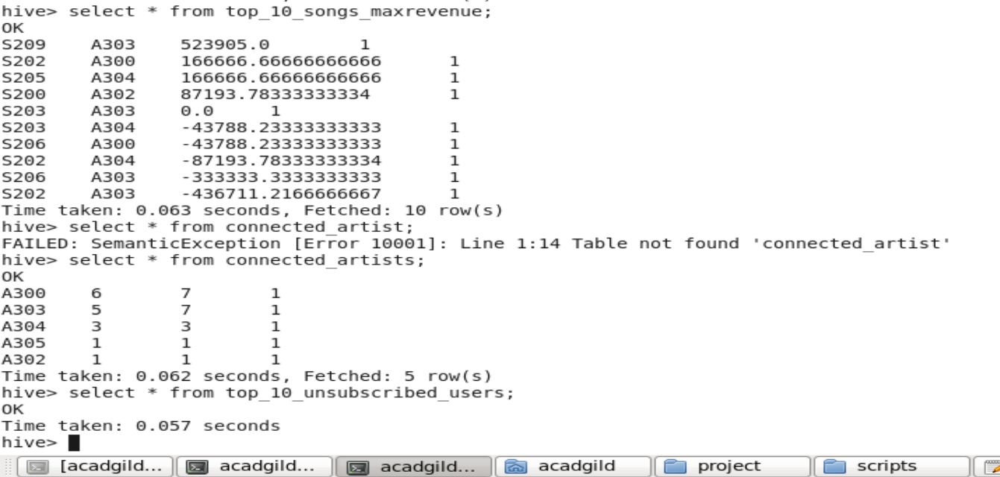 hive> select * from top_10_songs_maxrevenue;
OK
S209 A303 523905.0 1
S202 A300 166666.66666666666 1
S205 A304 166666.66666666666 1
S200 A302 87193.78333333334 1
S203 A303 0.0 1
S203 A304 -43788.23333333333 1
S206 A300 -43788.23333333333 1
S202 A304 -87193.78333333334 1
S206 A303 -333333.3333333333 1
S202 A303 -436711.2166666667 1
Time taken: 0.063 seconds, Fetched: 10 row(s)
hive> select * from connected_artist;
FAILED: SemanticException [Error 10001]: Line 1:14 Table not found 'connected_artist'
hive> select * from connected_artists;
OK
A300 6 7 1
A303 5 7 1
A304 3 3 1
A305 1 1 1
A302 1 1 1
Time taken: 0.062 seconds, Fetched: 5 row(s)
hive> select * from top_10_unsubscribed_users;
OK
Time taken: 0.057 seconds
hive>
[acadgild... acadgild... acadgild... acadgild project scripts